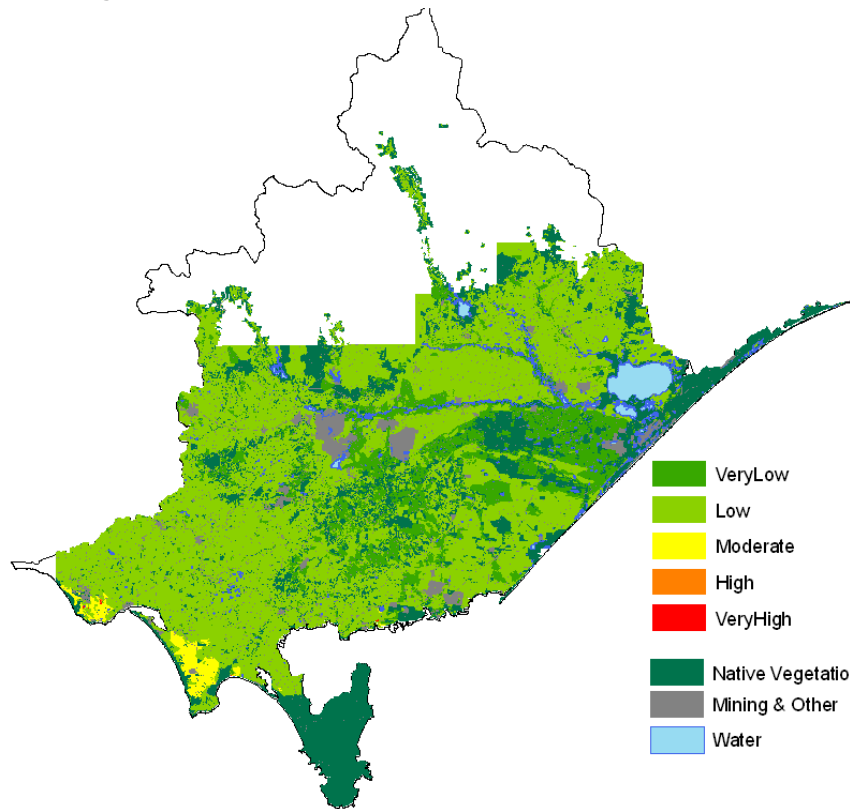 VeryLow
Low
Moderate
High
VeryHigh
Native Vegetatio
Mining & Other
Water